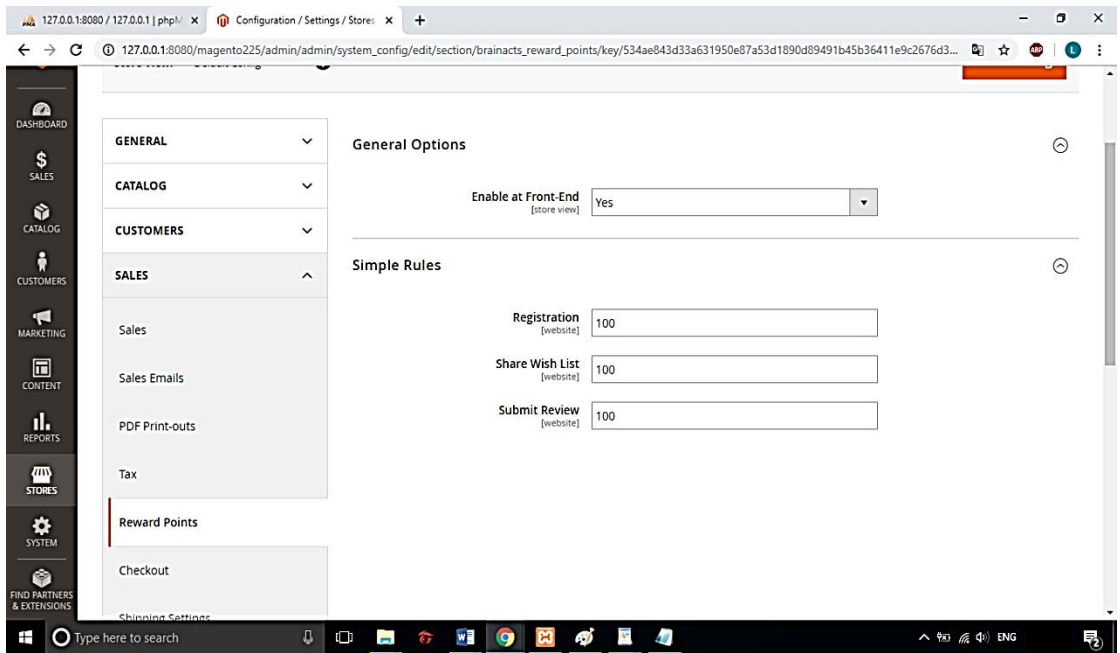 127.0.0.1:8080 / 127.0.0.1 | phpM
Configuration / Settings / Stores
127.0.0.1:8080/magento225/admin/admin/system_config/edit/section/brainacts_reward_points/key/534ae843d33a631950e87a53d1890d89491b45b36411e9c2676d3...
ABP
L
DASHBOARD
SALES
CATALOG
CUSTOMERS
MARKETING
CONTENT
REPORTS
STORES
SYSTEM
FIND PARTNERS
& EXTENSIONS
GENERAL
CATALOG
CUSTOMERS
SALES
Sales
Sales Emails
PDF Print-outs
Tax
Reward Points
Checkout
Shipping Settings
General Options
Enable at Front-End
[store view]
Yes
Simple Rules
Registration
[website]
100
Share Wish List
[website]
100
Submit Review
[website]
100
Type here to search
ENG
2